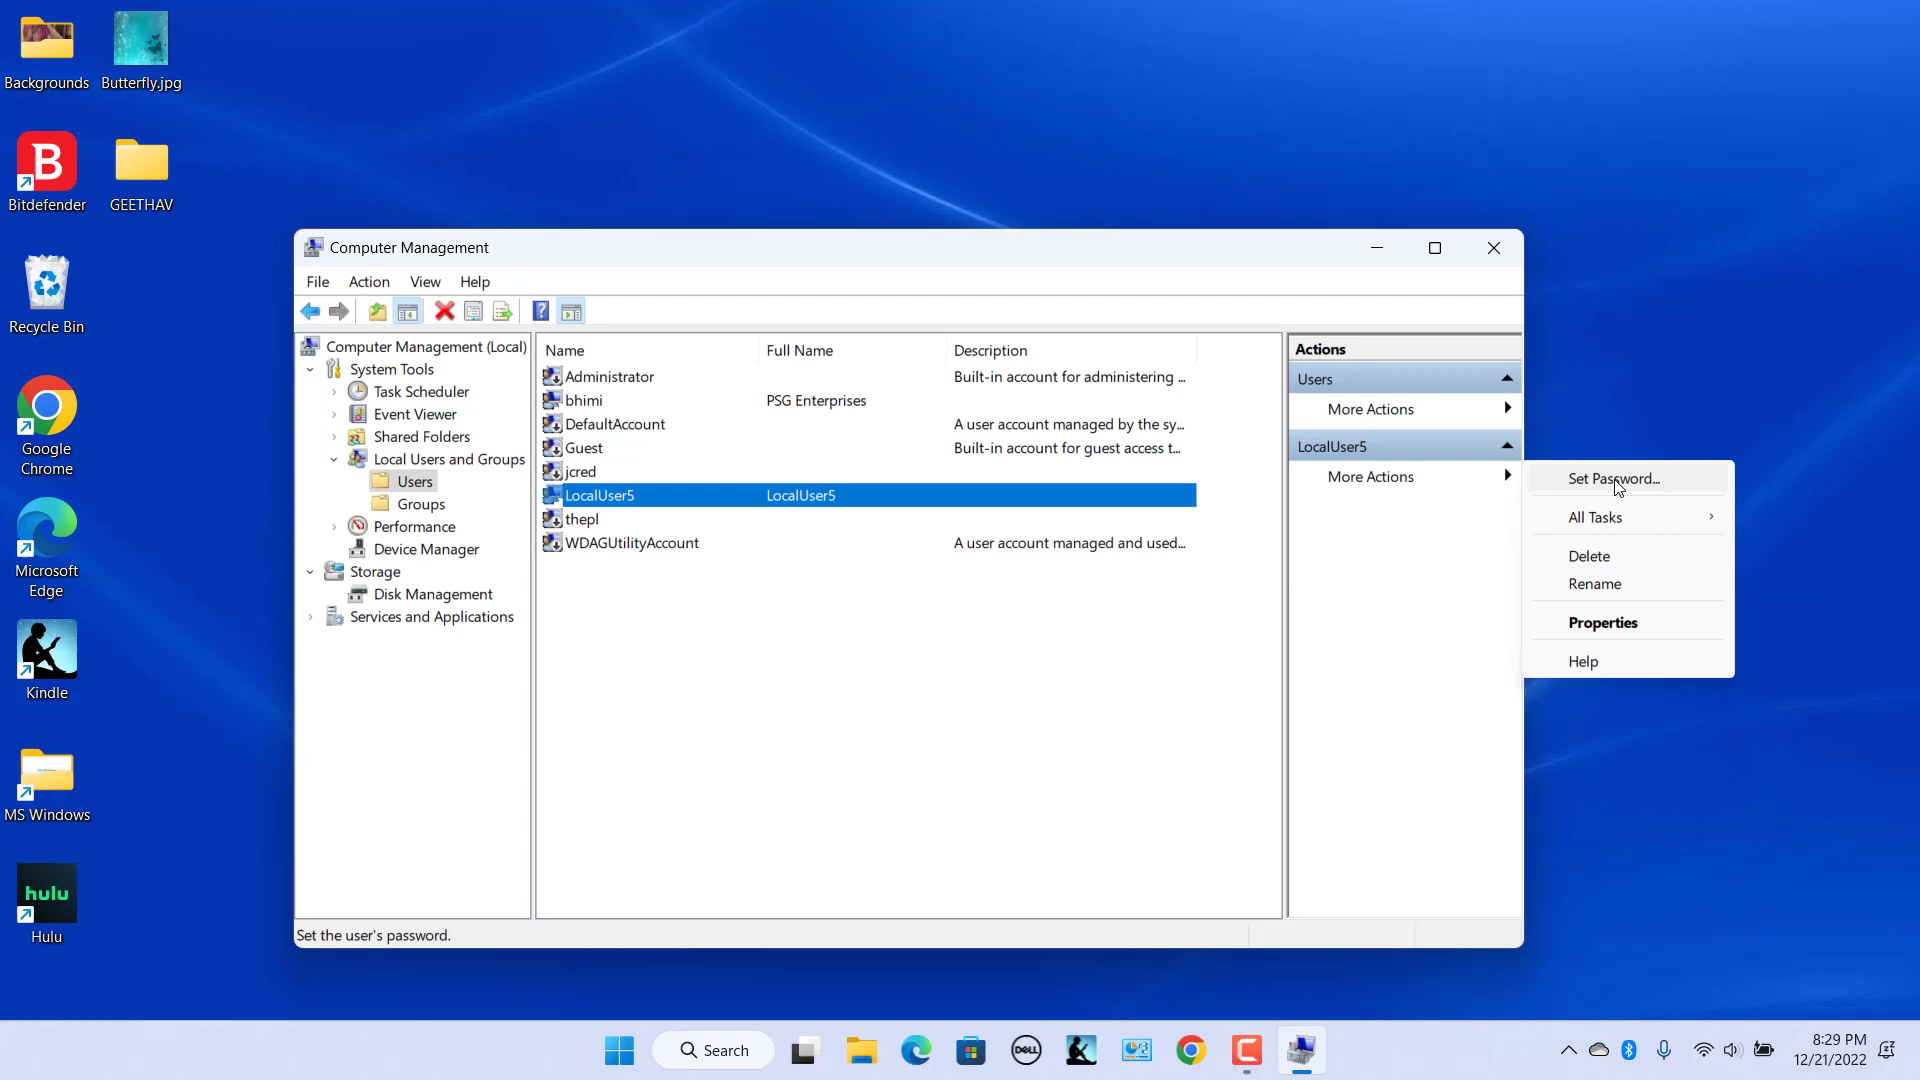 Backgrounds
Butterfly.jpg
B
Bitdefender
GEETHAV
Recycle Bin
Google
Chrome
Microsoft
Edge
Kindle
MS Windows
hulu
Hulu
Computer Management
File Action View Help
Computer Management (Local)
System Tools
Task Scheduler
Event Viewer
Shared Folders
Local Users and Groups
Users
Groups
Performance
Device Manager
Storage
Disk Management
Services and Applications
Name Full Name Description
Administrator Built-in account for administering ...
bhimi PSG Enterprises
DefaultAccount A user account managed by the sy...
Guest Built-in account for guest access t...
jcred
LocalUser5 LocalUser5
thepl
WDAGUtilityAccount A user account managed and used...
Actions
Users
More Actions
LocalUser5
More Actions
Set Password...
All Tasks
Delete
Rename
Properties
Help
Set the user's password.
Search
DELL
8:29 PM
12/21/2022